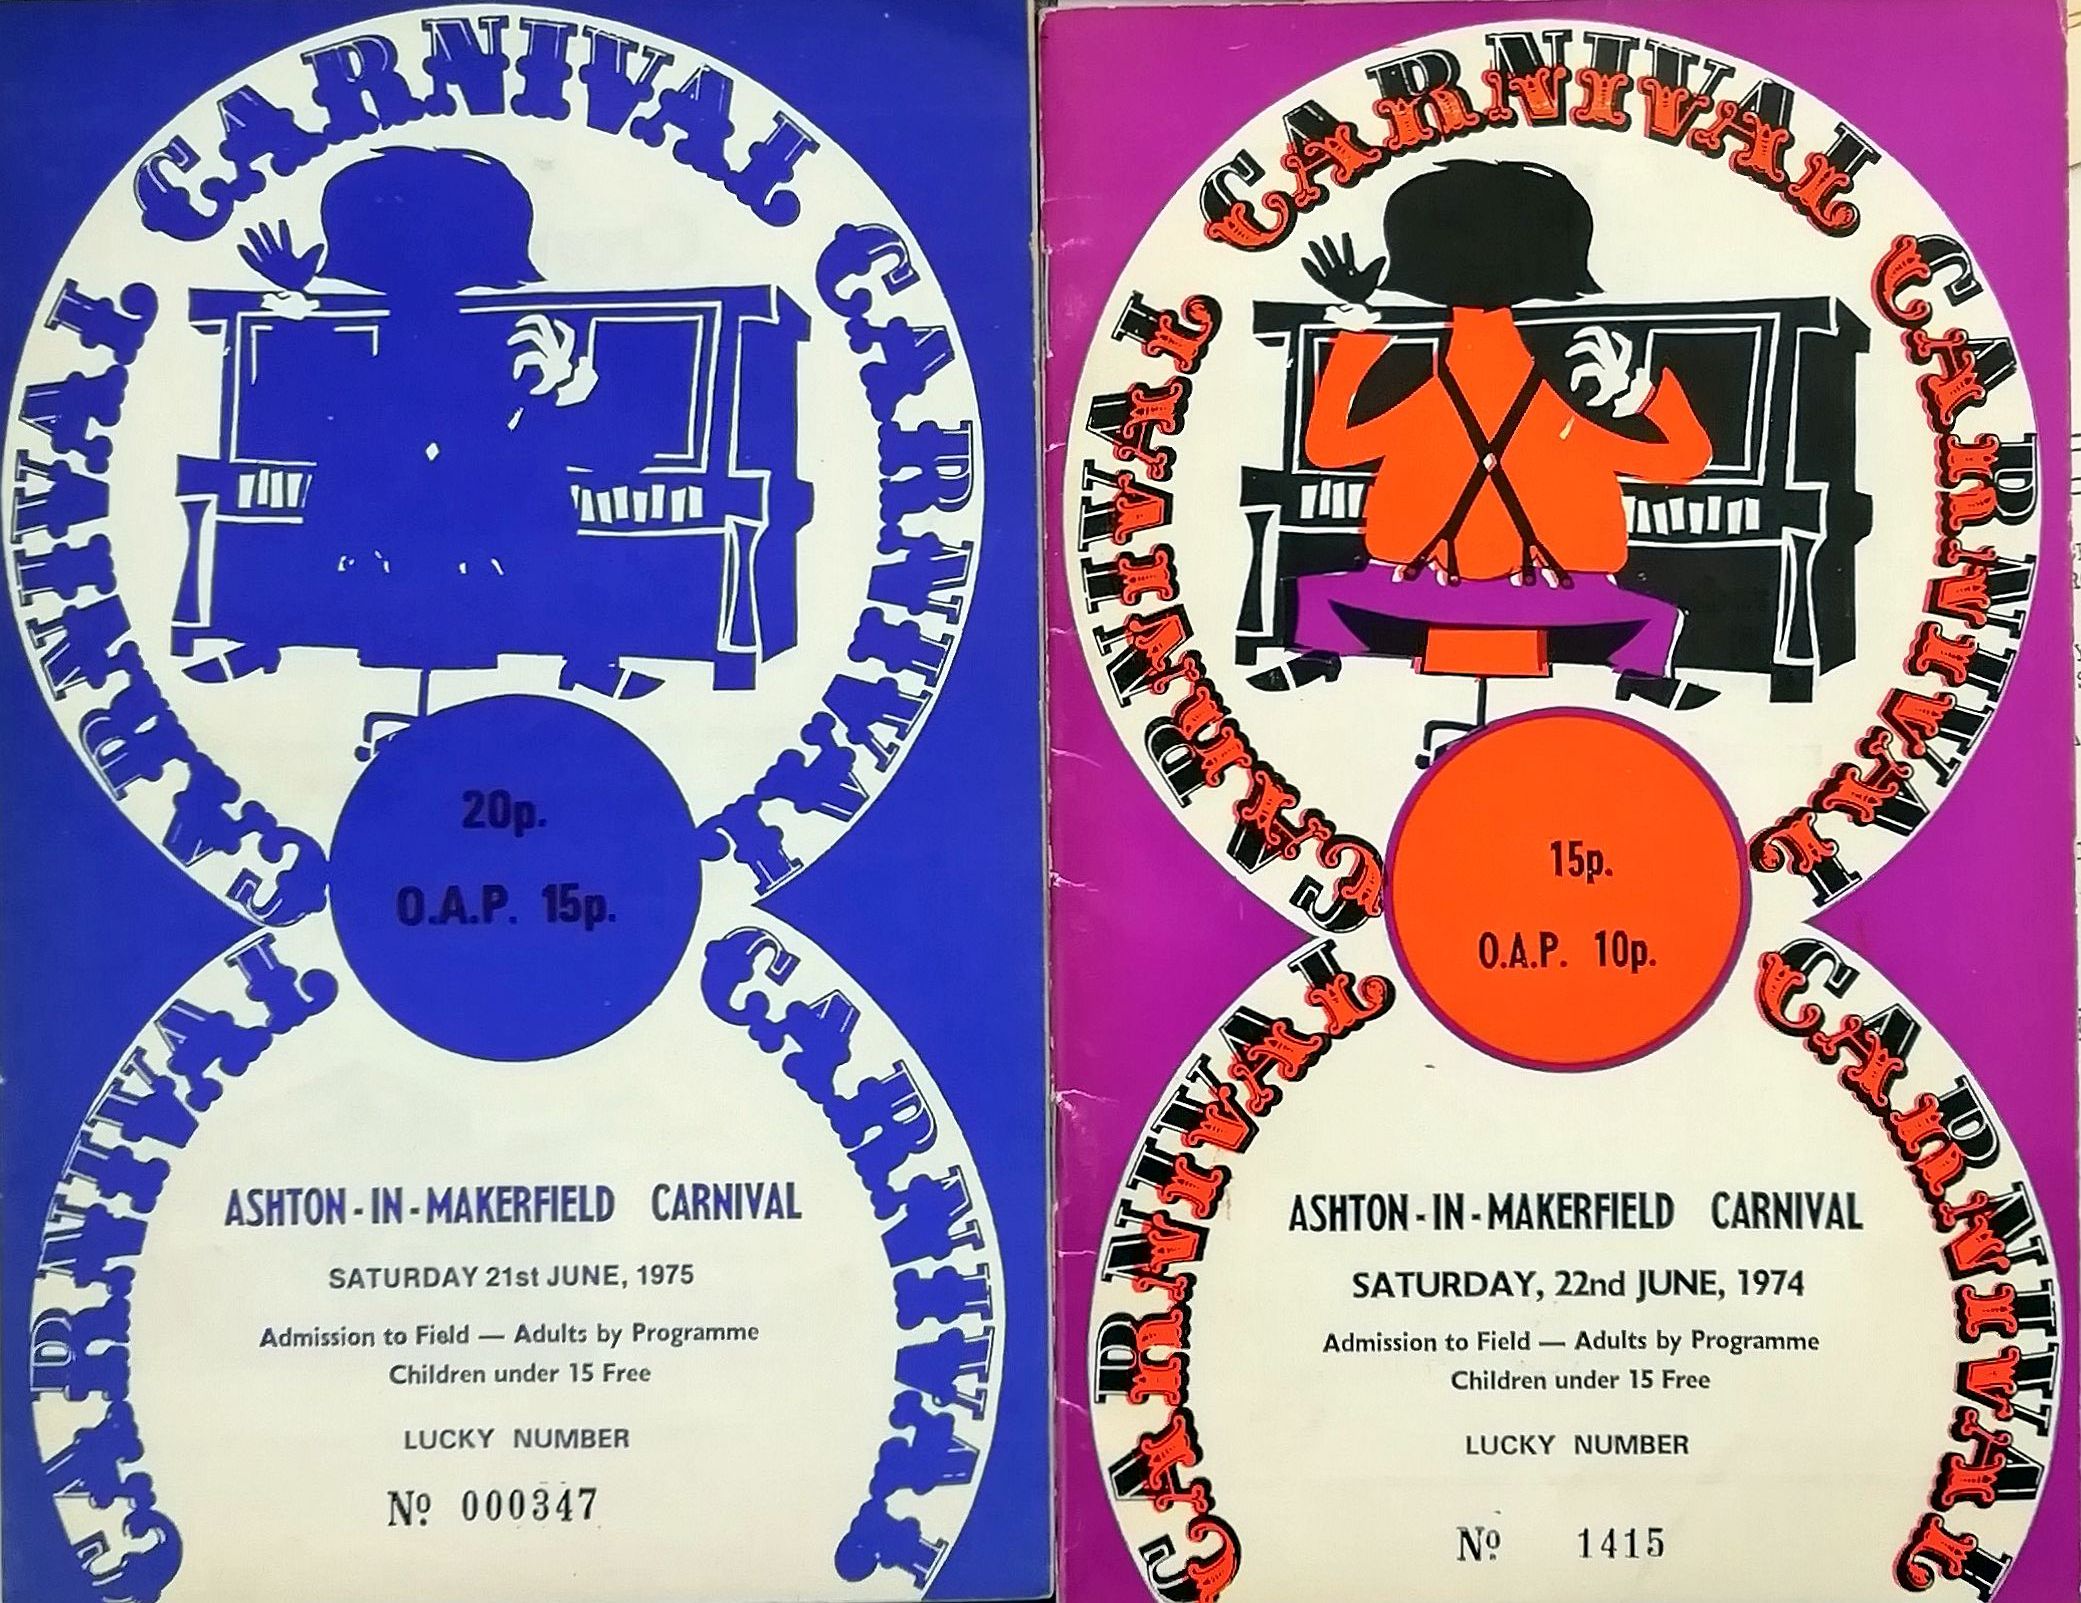 CARNIVAL CARNIVAL CARNIVAL
20p.
O.A.P. 15p.
CARNIVAL CARNIVAL
ASHTON-IN-MAKERFIELD CARNIVAL
SATURDAY 21st JUNE, 1975
Admission to Field — Adults by Programme
Children under 15 Free
LUCKY NUMBER
Nº 000347
CARNIVAL CARNIVAL CARNIVAL
15p.
O.A.P. 10p.
CARNIVAL CARNIVAL
ASHTON-IN-MAKERFIELD CARNIVAL
SATURDAY, 22nd JUNE, 1974
Admission to Field — Adults by Programme
Children under 15 Free
LUCKY NUMBER
Nº 1415